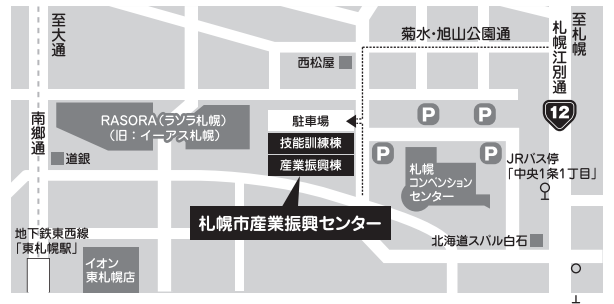 至大通
菊水・旭山公園通
札幌江別通
至札幌
西松屋
12
南郷通
RASORA（ラソラ札幌）
（旧：イーアス札幌）
駐車場
P
P
技能訓練棟
産業振興棟
P
P
道銀
札幌
コンベンション
センター
JRバス停
「中央1条1丁目」
札幌市産業振興センター
地下鉄東西線
「東札幌駅」
イオン
東札幌店
北海道スバル白石